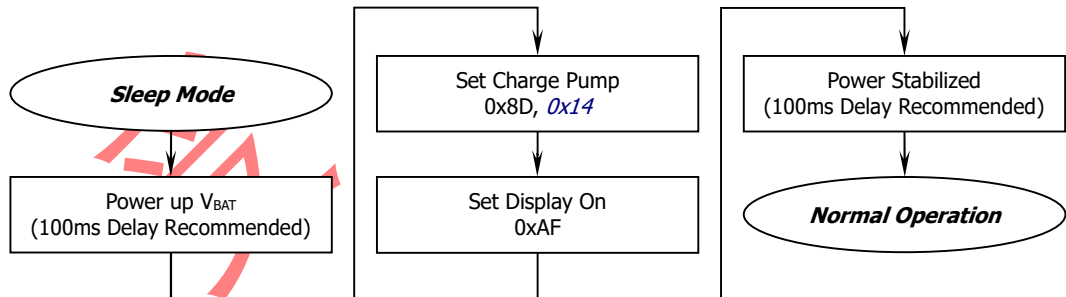 Sleep Mode
Power up VBAT
(100ms Delay Recommended)
Set Charge Pump
0x8D, 0x14
Set Display On
0xAF
Power Stabilized
(100ms Delay Recommended)
Normal Operation